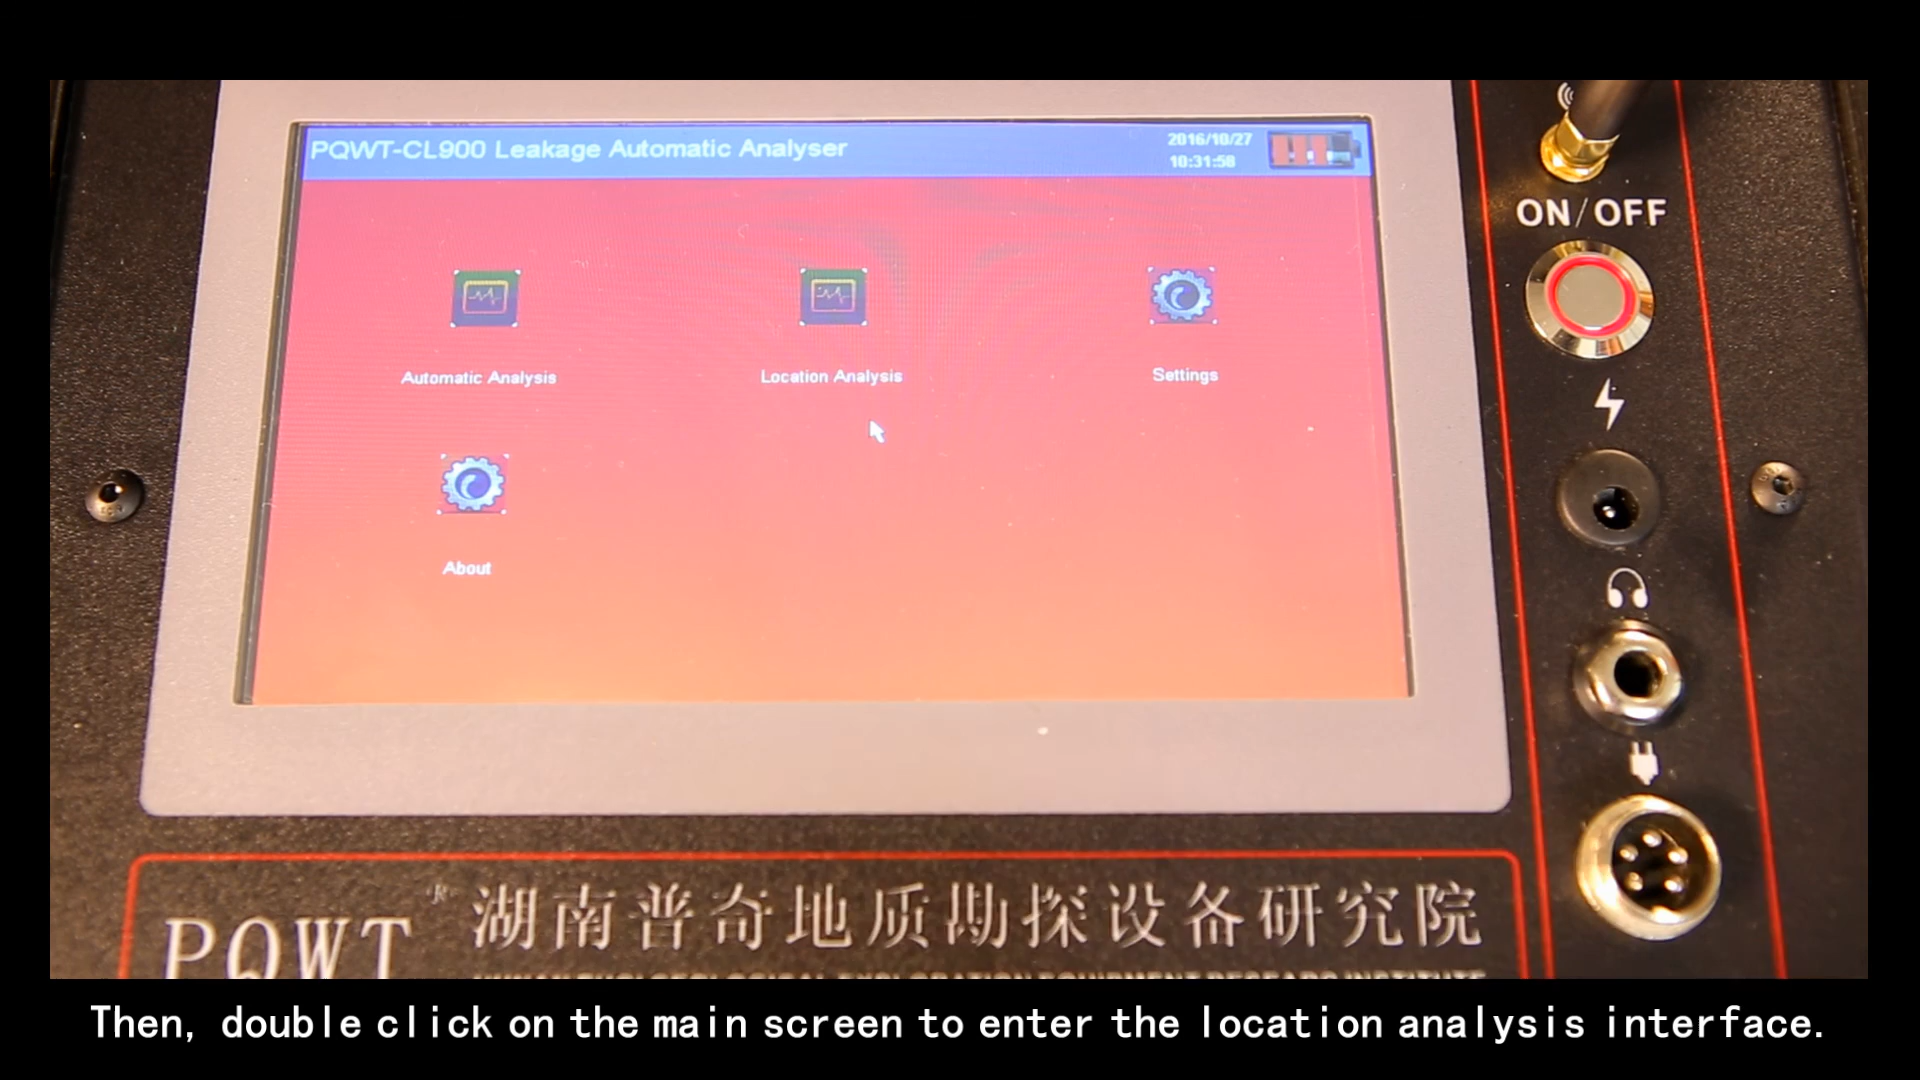 PQWT-CL900 Leakage Automatic Analyser
2016/10/27
10:31:58
Automatic Analysis
Location Analysis
Settings
About
ON/OFF
PQWT® 湖南普奇地质勘探设备研究院
Then, double click on the main screen to enter the location analysis interface.